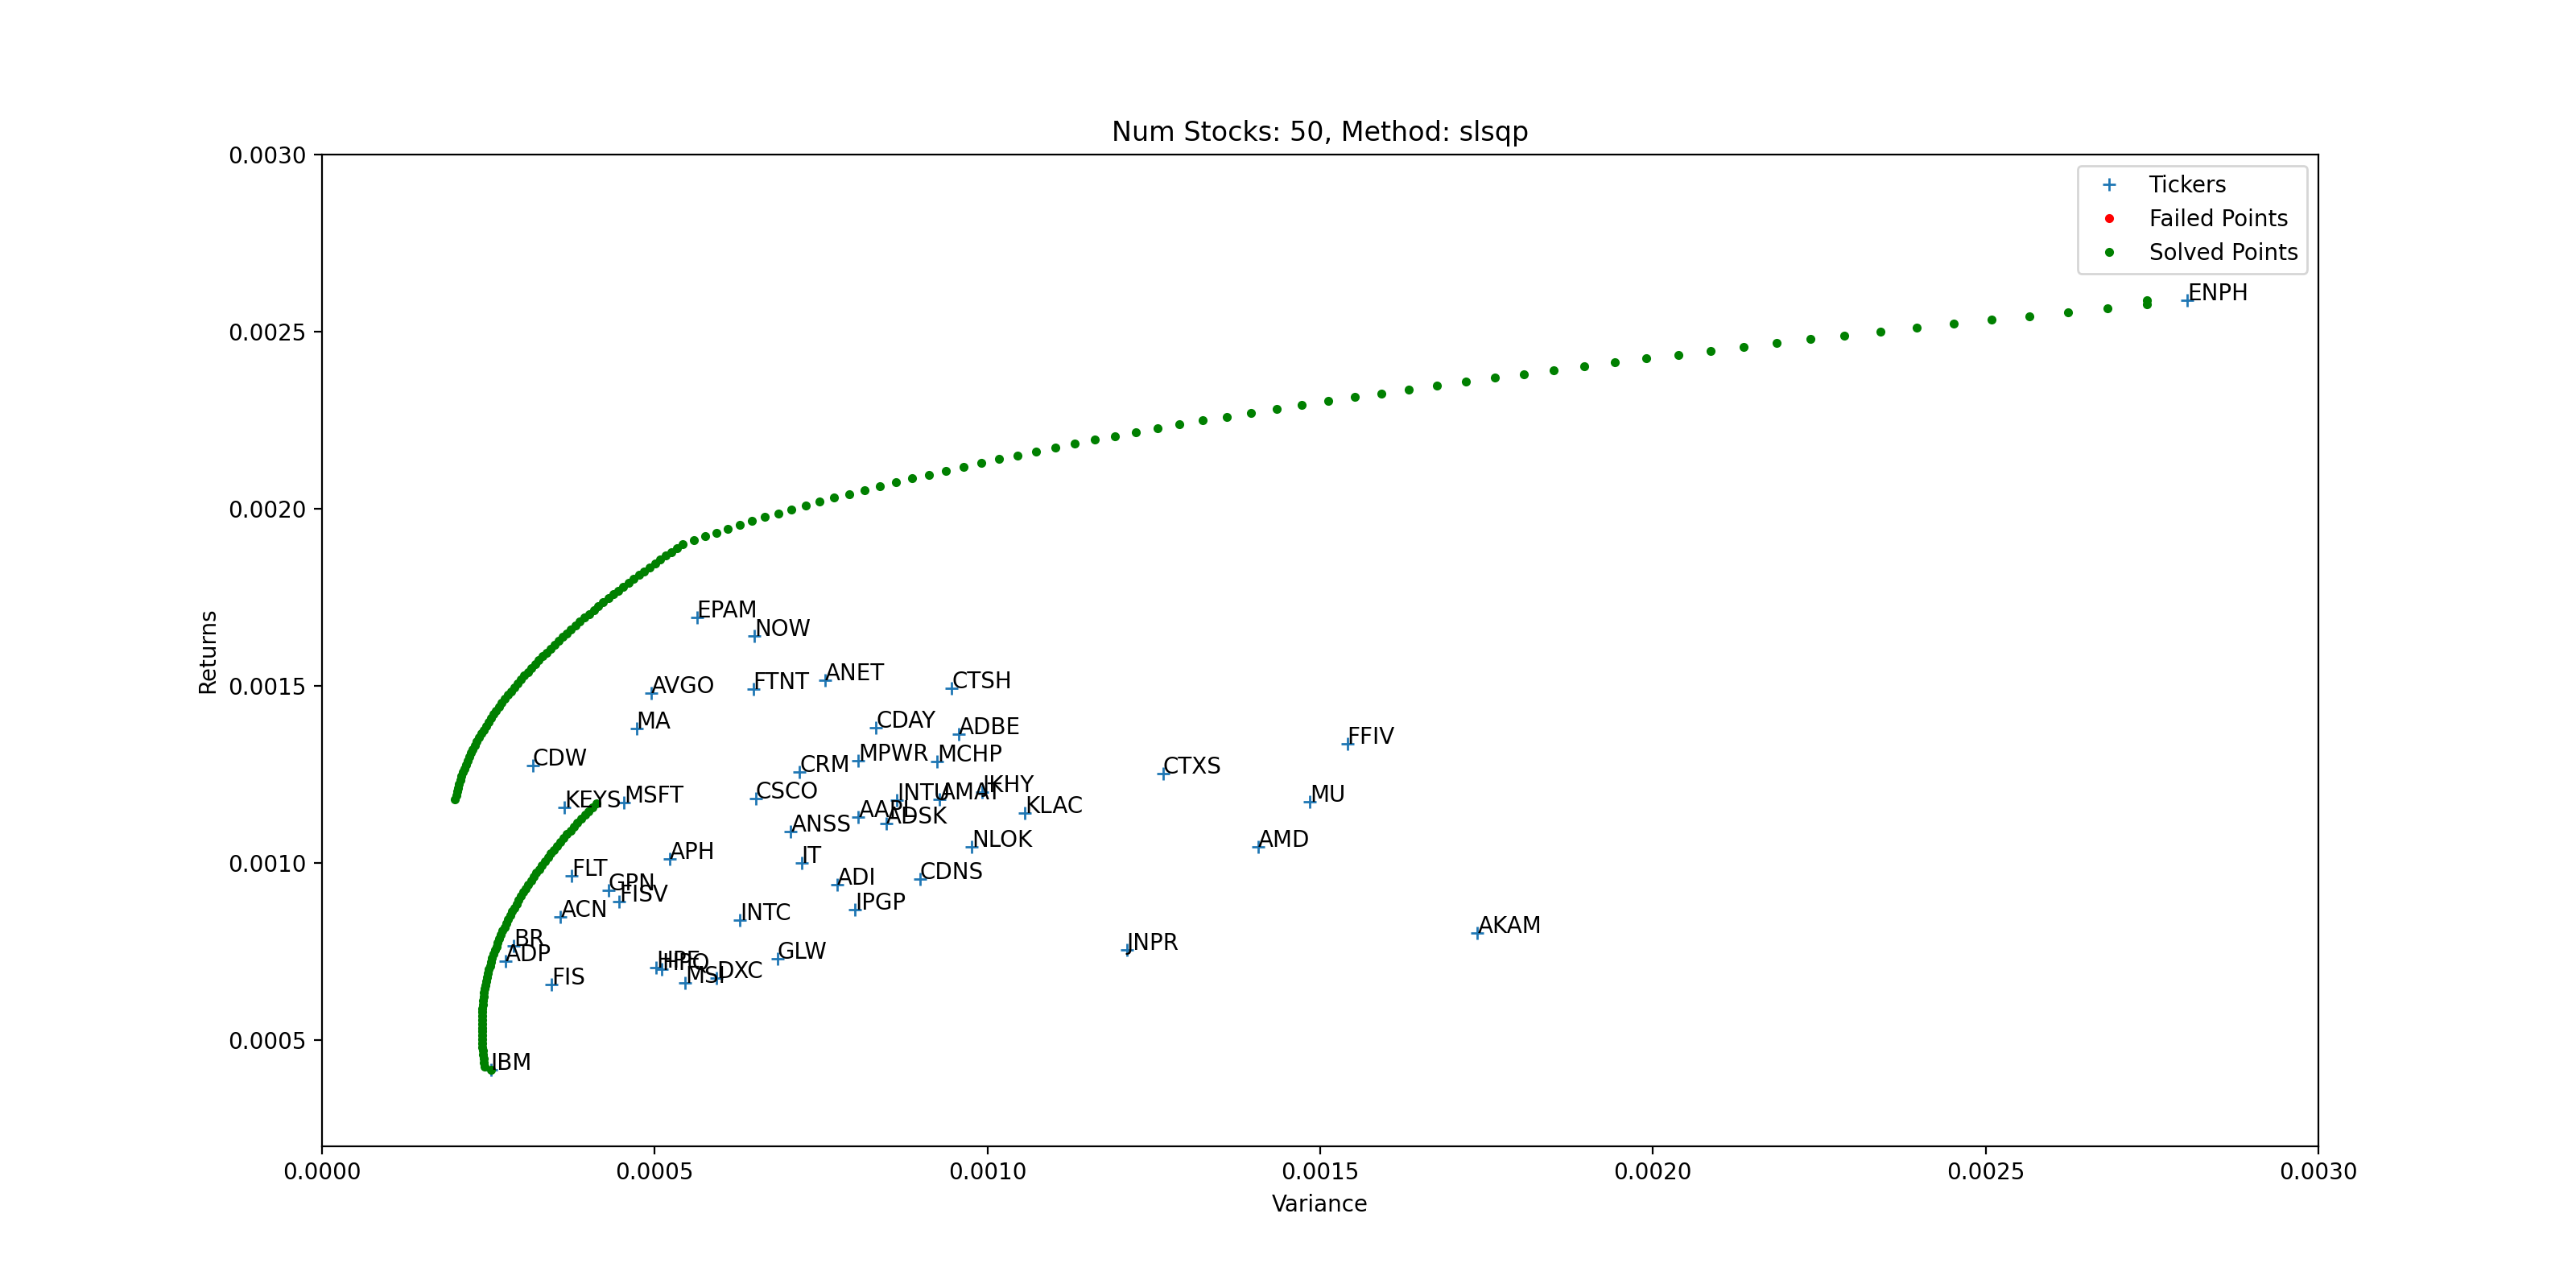 Num Stocks: 50, Method: slsqp
0.0030
Tickers
Failed Points
Solved Points
ENPH
0.0025
0.0020
EPAM
NOW
Returns
0.0015
AVGO
FTNT
ANET
CTSH
MA
CDAY
ADBE
FFIV
CDW
CRM
MPWR
MCHP
CTXS
KEYS
MSFT
CSCO
INTU
AMAT
JKHY
KLAC
MU
AAPL
ADSK
ANSS
NLOK
AMD
0.0010
APH
IT
FLT
GPN
FISV
ADI
CDNS
ACN
INTC
IPGP
AKAM
BR
ADP
JNPR
FIS
HPE
HPQ
MSI
DXC
GLW
0.0005
IBM
0.0000 0.0005 0.0010 0.0015 0.0020 0.0025 0.0030
Variance